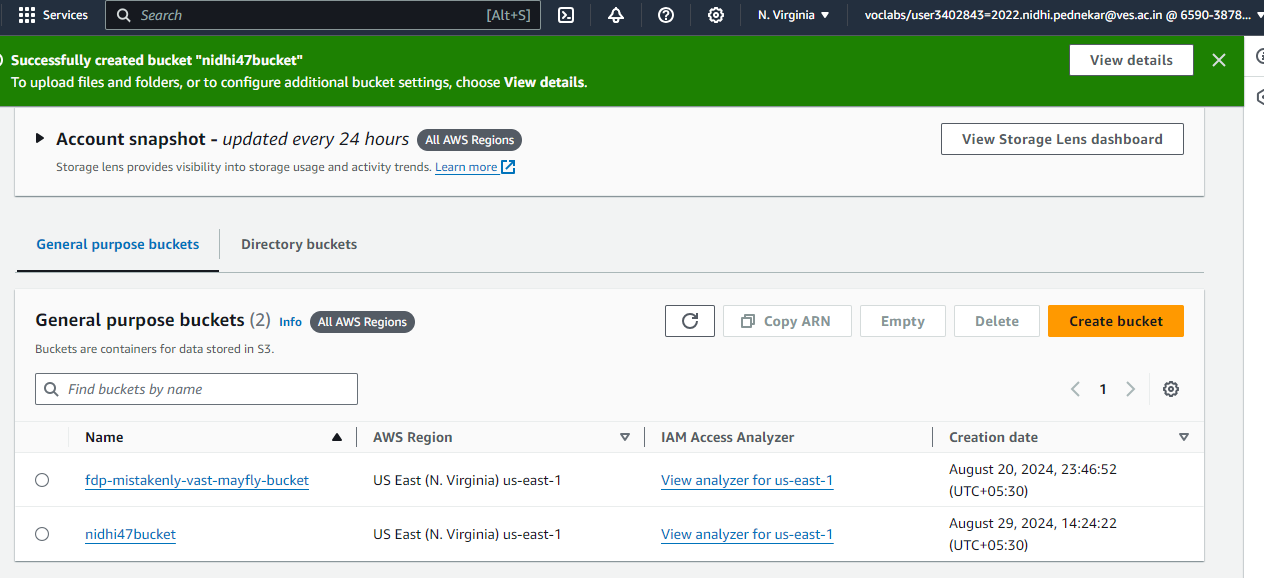 Services
Search [Alt+S]
N. Virginia
voclabs/user3402843=2022.nidhi.pednekar@ves.ac.in @ 6590-3878...
Successfully created bucket "nidhi47bucket"
To upload files and folders, or to configure additional bucket settings, choose View details.
View details
Account snapshot - updated every 24 hours All AWS Regions
View Storage Lens dashboard
Storage lens provides visibility into storage usage and activity trends. Learn more
General purpose buckets Directory buckets
General purpose buckets (2) Info All AWS Regions
Copy ARN Empty Delete Create bucket
Buckets are containers for data stored in S3.
Find buckets by name
1
Name AWS Region IAM Access Analyzer Creation date
fdp-mistakenly-vast-mayfly-bucket US East (N. Virginia) us-east-1 View analyzer for us-east-1 August 20, 2024, 23:46:52
(UTC+05:30)
nidhi47bucket US East (N. Virginia) us-east-1 View analyzer for us-east-1 August 29, 2024, 14:24:22
(UTC+05:30)